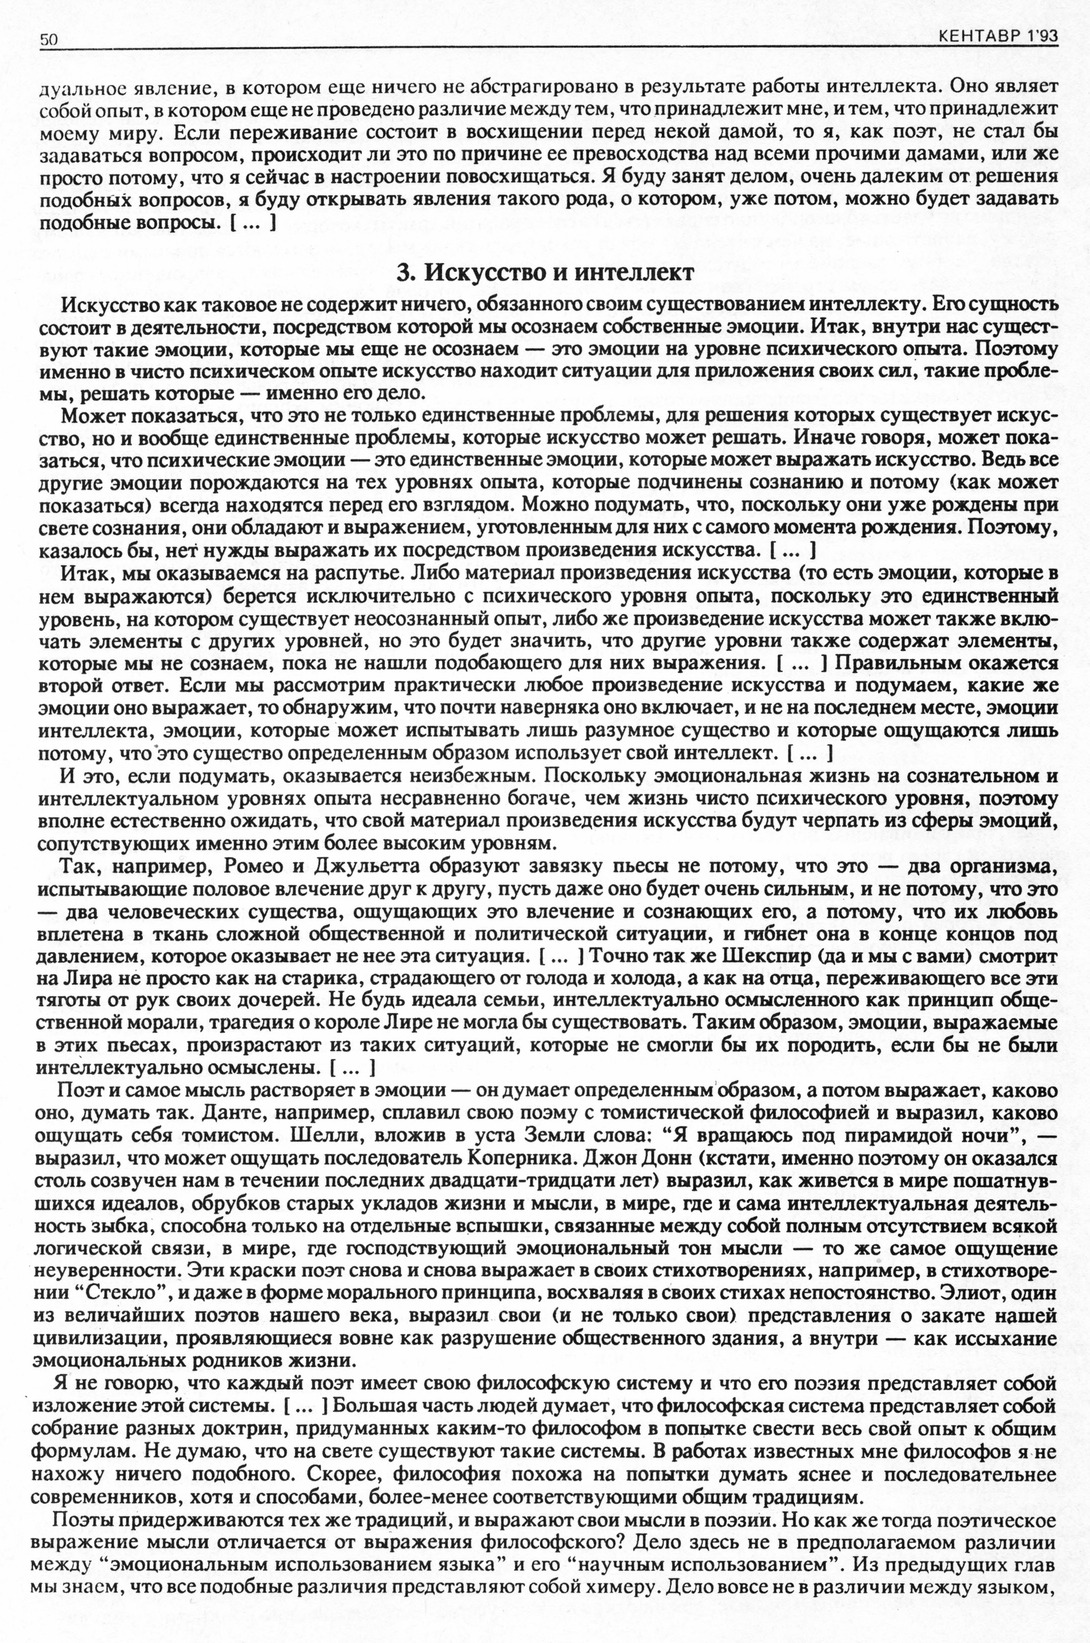 50
КЕНТАВР 1'93
дуальное явление, в котором еще ничего не абстрагировано в результате работы интеллекта. Оно являет
собой опыт, в котором еще не проведено различие между тем, что принадлежит мне, и тем, что принадлежит
моему миру. Если переживание состоит в восхищении перед некой дамой, то я, как поэт, не стал бы
задаваться вопросом, происходит ли это по причине ее превосходства над всеми прочими дамами, или же
просто потому, что я сейчас в настроении повосхищаться. Я буду занят делом, очень далеким от решения
подобных вопросов, я буду открывать явления такого рода, о котором, уже потом, можно будет задавать
подобные вопросы. [ ... ]
3. Искусство и интеллект
Искусство как таковое не содержит ничего, обязанного своим существованием интеллекту. Его сущность
состоит в деятельности, посредством которой мы осознаем собственные эмоции. Итак, внутри нас сущест-
вуют такие эмоции, которые мы еще не осознаем — это эмоции на уровне психического опыта. Поэтому
именно в чисто психическом опыте искусство находит ситуации для приложения своих сил, такие пробле-
мы, решать которые — именно его дело.
Может показаться, что это не только единственные проблемы, для решения которых существует искус-
ство, но и вообще единственные проблемы, которые искусство может решать. Иначе говоря, может пока-
заться, что психические эмоции — это единственные эмоции, которые может выражать искусство. Ведь все
другие эмоции порождаются на тех уровнях опыта, которые подчинены сознанию и потому (как может
показаться) всегда находятся перед его взглядом. Можно подумать, что, поскольку они уже рождены при
свете сознания, они обладают и выражением, уготовленным для них с самого момента рождения. Поэтому,
казалось бы, нет нужды выражать их посредством произведения искусства. [ ... ]
Итак, мы оказываемся на распутье. Либо материал произведения искусства (то есть эмоции, которые в
нем выражаются) берется исключительно с психического уровня опыта, поскольку это единственный
уровень, на котором существует неосознанный опыт, либо же произведение искусства может также вклю-
чать элементы с других уровней, но это будет значить, что другие уровни также содержат элементы,
которые мы не сознаем, пока не нашли подобающего для них выражения. [ ... ] Правильным окажется
второй ответ. Если мы рассмотрим практически любое произведение искусства и подумаем, какие же
эмоции оно выражает, то обнаружим, что почти наверняка оно включает, и не на последнем месте, эмоции
интеллекта, эмоции, которые может испытывать лишь разумное существо и которые ощущаются лишь
потому, что это существо определенным образом использует свой интеллект. [ ... ]
И это, если подумать, оказывается неизбежным. Поскольку эмоциональная жизнь на сознательном и
интеллектуальном уровнях опыта несравненно богаче, чем жизнь чисто психического уровня, поэтому
вполне естественно ожидать, что свой материал произведения искусства будут черпать из сферы эмоций,
сопутствующих именно этим более высоким уровням.
Так, например, Ромео и Джульетта образуют завязку пьесы не потому, что это — два организма,
испытывающие половое влечение друг к другу, пусть даже оно будет очень сильным, и не потому, что это
— два человеческих существа, ощущающих это влечение и сознающих его, а потому, что их любовь
вплетена в ткань сложной общественной и политической ситуации, и гибнет она в конце концов под
давлением, которое оказывает не нее эта ситуация. [ ... ] Точно так же Шекспир (да и мы с вами) смотрит
на Лира не просто как на старика, страдающего от голода и холода, а как на отца, переживающего все эти
тяготы от рук своих дочерей. Не будь идеала семьи, интеллектуально осмысленного как принцип обще-
ственной морали, трагедия о короле Лире не могла бы существовать. Таким образом, эмоции, выражаемые
в этих пьесах, произрастают из таких ситуаций, которые не смогли бы их породить, если бы не были
интеллектуально осмыслены. [ ... ]
Поэт и самое мысль растворяет в эмоции — он думает определенным образом, а потом выражает, каково
оно, думать так. Данте, например, сплавил свою поэму с томистической философией и выразил, каково
ощущать себя томистом. Шелли, вложив в уста Земли слова: “Я вращаюсь под пирамидой ночи”, —
выразил, что может ощущать последователь Коперника. Джон Донн (кстати, именно поэтому он оказался
столь созвучен нам в течении последних двадцати-тридцати лет) выразил, как живется в мире пошатнув-
шихся идеалов, обрубков старых укладов жизни и мысли, в мире, где и сама интеллектуальная деятель-
ность зыбка, способна только на отдельные вспышки, связанные между собой полным отсутствием всякой
логической связи, в мире, где господствующий эмоциональный тон мысли — то же самое ощущение
неуверенности. Эти краски поэт снова и снова выражает в своих стихотворениях, например, в стихотворе-
нии “Стекло”, и даже в форме морального принципа, восхваляя в своих стихах непостоянство. Элиот, один
из величайших поэтов нашего века, выразил свои (и не только свои) представления о закате нашей
цивилизации, проявляющиеся вовне как разрушение общественного здания, а внутри — как иссыхание
эмоциональных родников жизни.
Я не говорю, что каждый поэт имеет свою философскую систему и что его поэзия представляет собой
изложение этой системы. [ ... ] Большая часть людей думает, что философская система представляет собой
собрание разных доктрин, придуманных каким-то философом в попытке свести весь свой опыт к общим
формулам. Не думаю, что на свете существуют такие системы. В работах известных мне философов я не
нахожу ничего подобного. Скорее, философия похожа на попытки думать яснее и последовательнее
современников, хотя и способами, более-менее соответствующими общим традициям.
Поэты придерживаются тех же традиций, и выражают свои мысли в поэзии. Но как же тогда поэтическое
выражение мысли отличается от выражения философского? Дело здесь не в предполагаемом различии
между “эмоциональным использованием языка” и его “научным использованием”. Из предыдущих глав
мы знаем, что все подобные различия представляют собой химеру. Дело вовсе не в различии между языком,